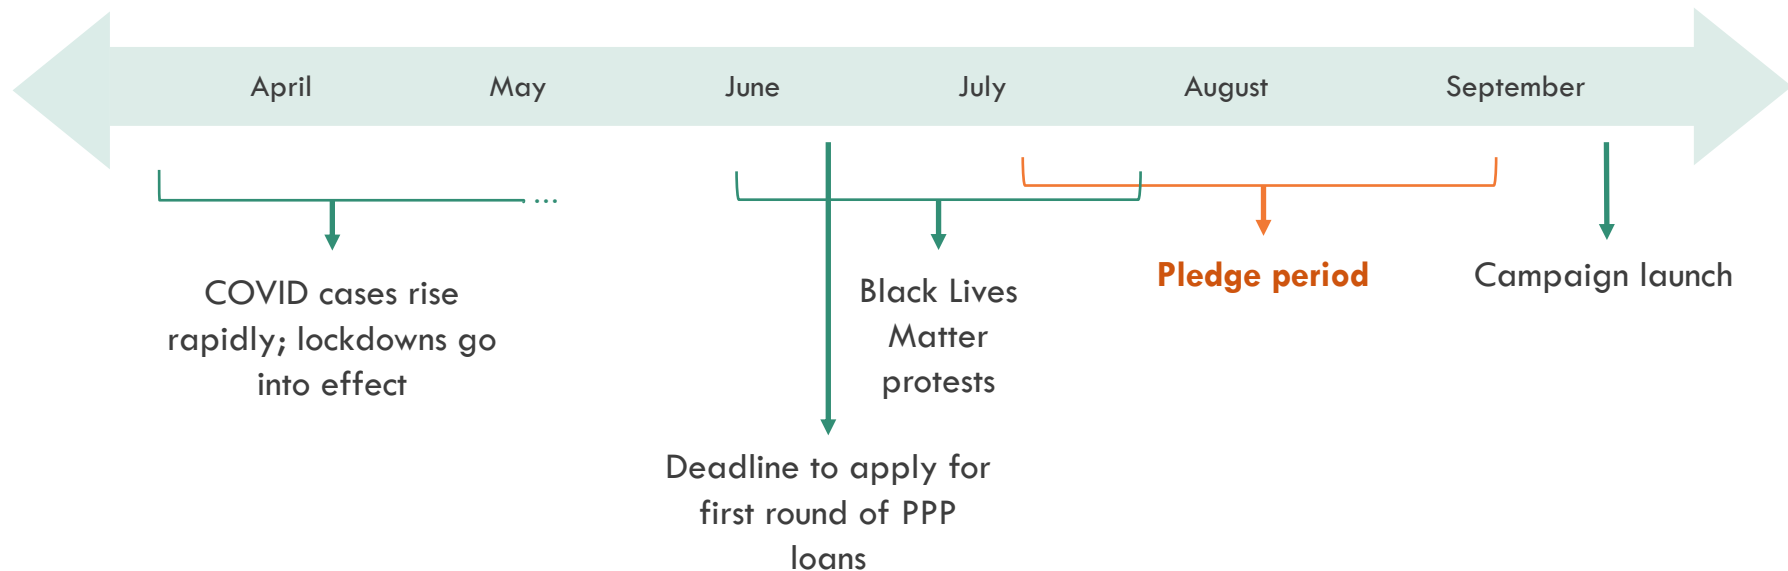 April May June July August September
COVID cases rise
rapidly; lockdowns go
into effect
...
Deadline to apply for
first round of PPP
loans
Black Lives
Matter
protests
Pledge period
Campaign launch